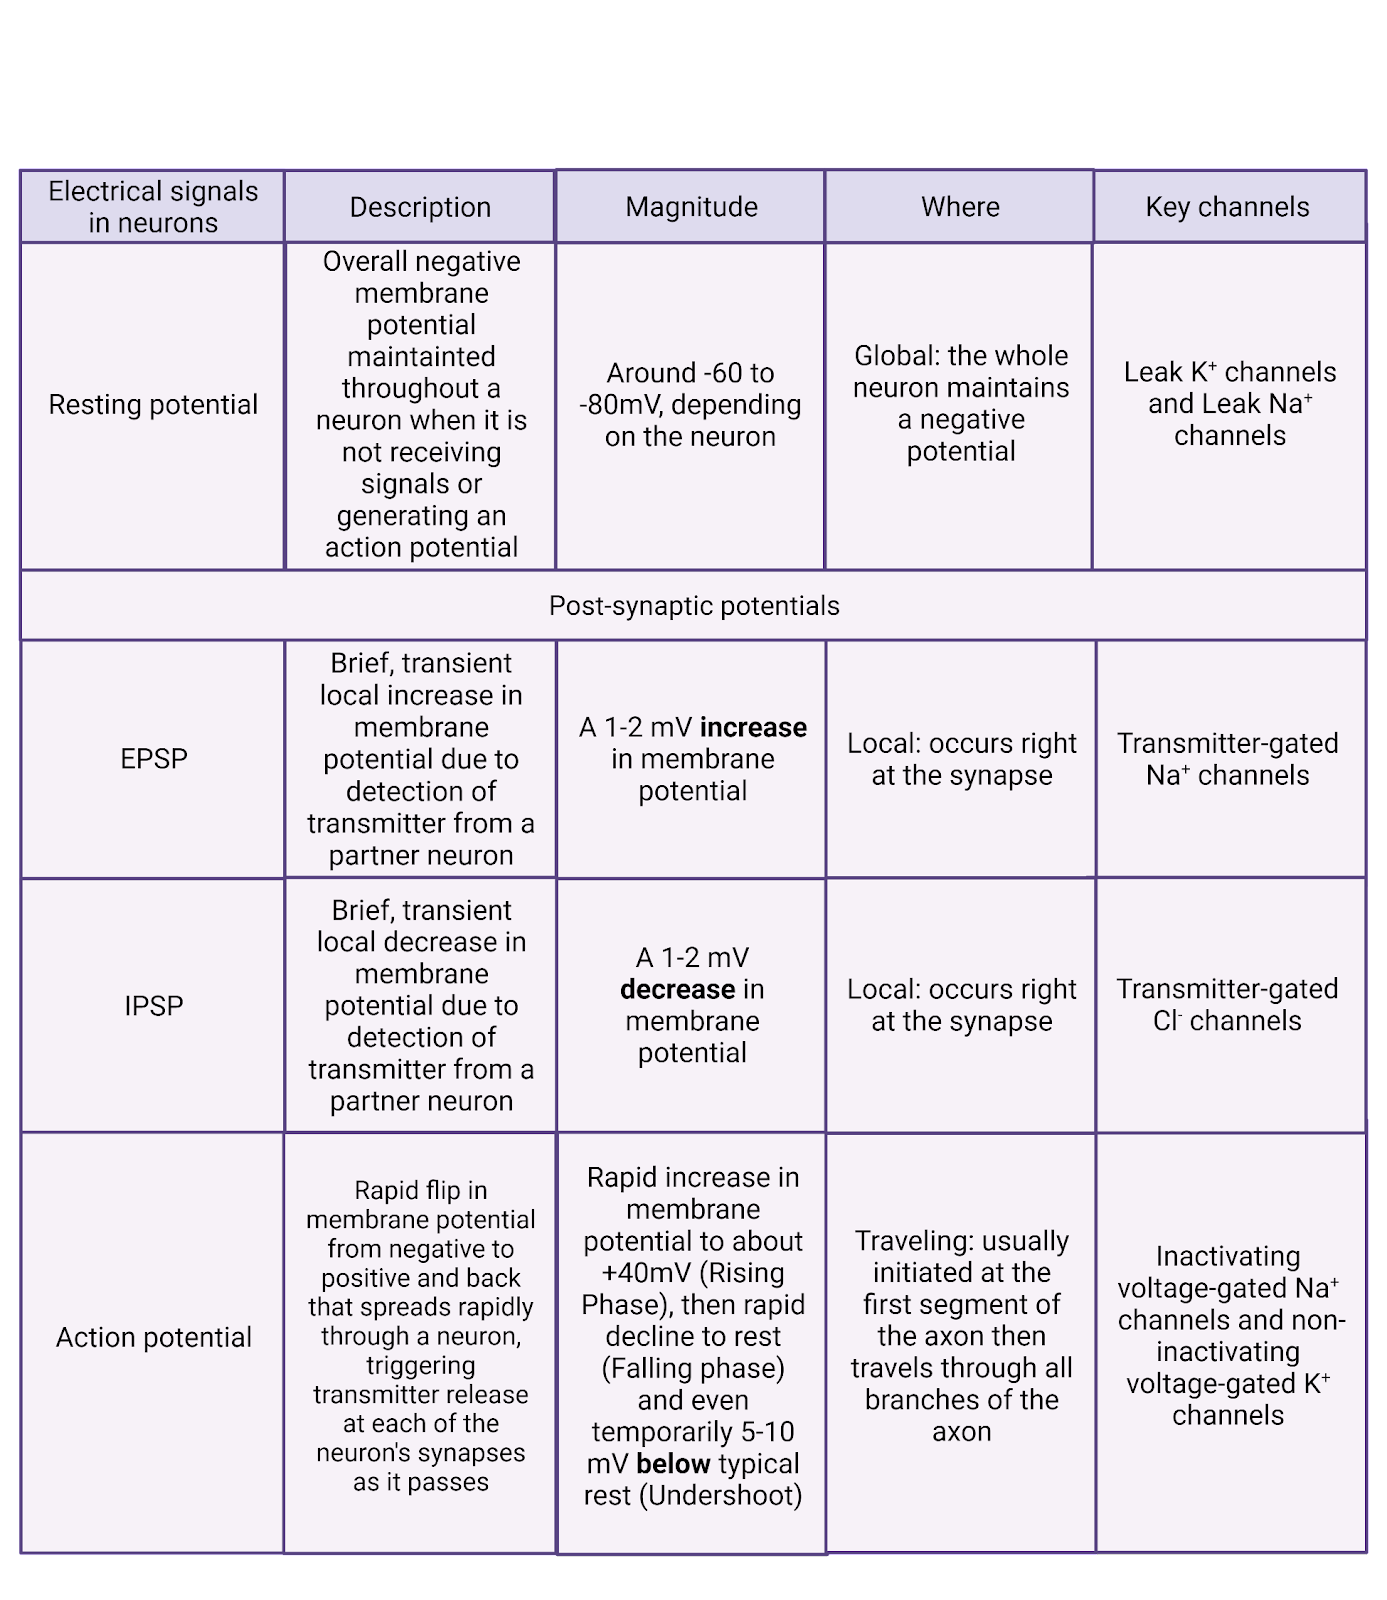 Electrical signals
in neurons
Description
Magnitude
Where
Key channels
Resting potential
Overall negative
membrane
potential
maintainted
throughout a
neuron when it is
not receiving
signals or
generating an
action potential
Around -60 to
-80mV, depending
on the neuron
Global: the whole
neuron maintains
a negative
potential
Leak K⁺ channels
and Leak Na⁺
channels
Post-synaptic potentials
EPSP
Brief, transient
local increase in
membrane
potential due to
detection of
transmitter from a
partner neuron
A 1-2 mV increase
in membrane
potential
Local: occurs right
at the synapse
Transmitter-gated
Na⁺ channels
IPSP
Brief, transient
local decrease in
membrane
potential due to
detection of
transmitter from a
partner neuron
A 1-2 mV
decrease in
membrane
potential
Local: occurs right
at the synapse
Transmitter-gated
Cl⁻ channels
Action potential
Rapid flip in
membrane potential
from negative to
positive and back
that spreads rapidly
through a neuron,
triggering
transmitter release
at each of the
neuron's synapses
as it passes
Rapid increase in
membrane
potential to about
+40mV (Rising
Phase), then rapid
decline to rest
(Falling phase)
and even
temporarily 5-10
mV below typical
rest (Undershoot)
Traveling: usually
initiated at the
first segment of
the axon then
travels through all
branches of the
axon
Inactivating
voltage-gated Na⁺
channels and non-
inactivating
voltage-gated K⁺
channels